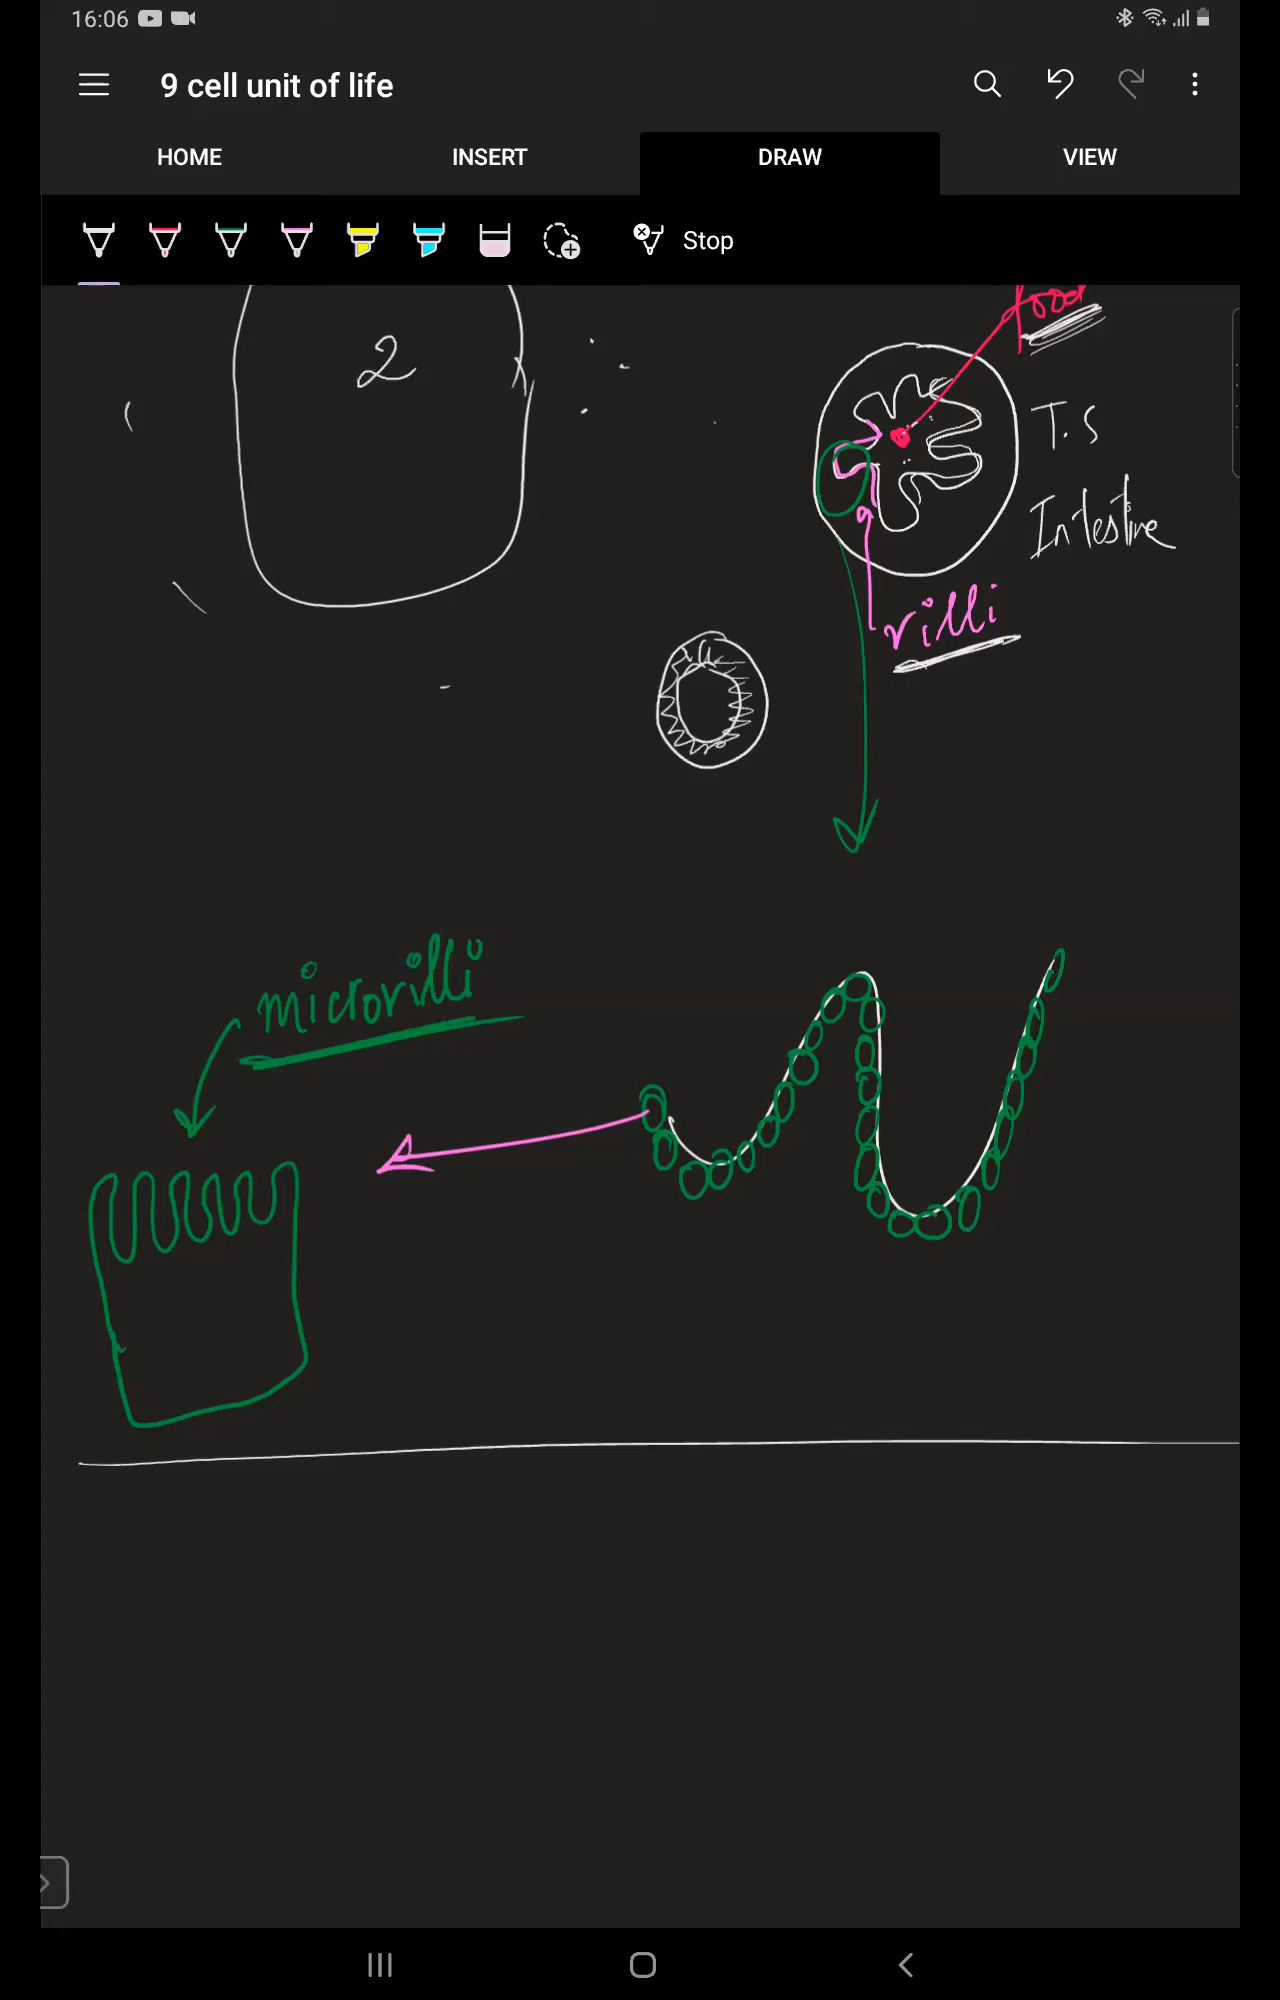 16:06
9 cell unit of life
HOME INSERT DRAW VIEW
Stop
food
2
T.S
Intestine
villi
microvilli